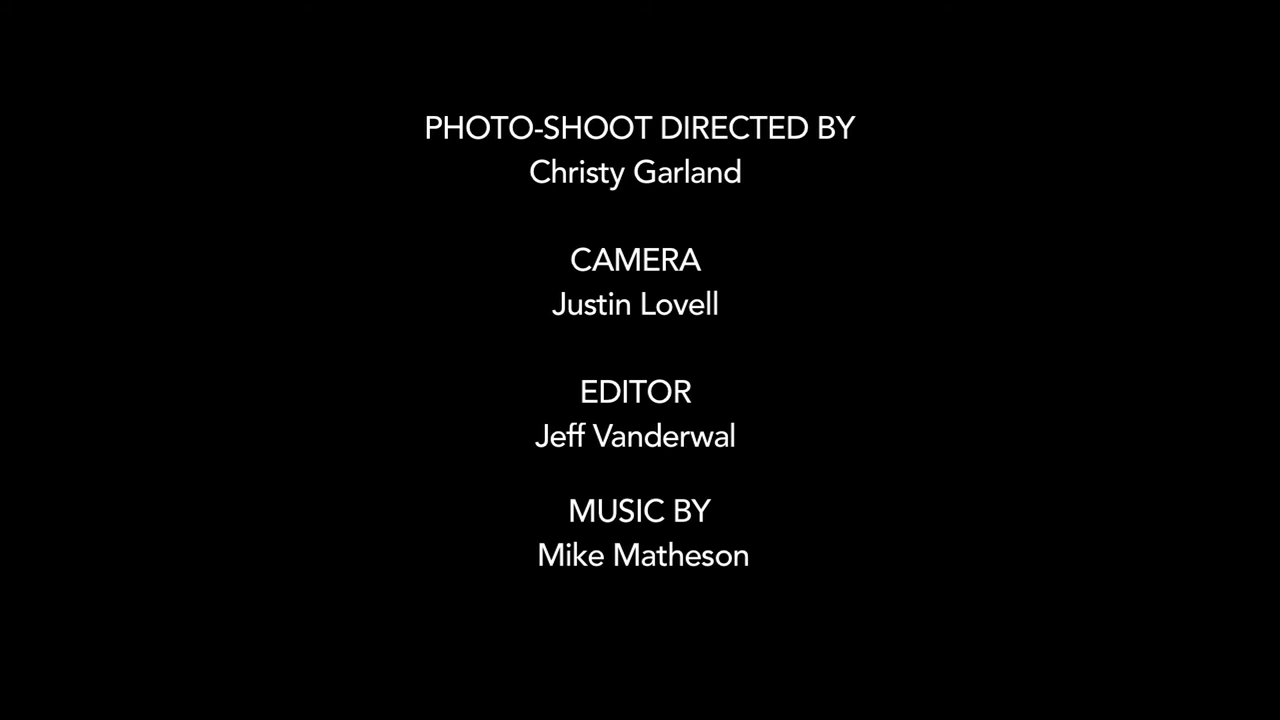 PHOTO-SHOOT DIRECTED BY
Christy Garland
CAMERA
Justin Lovell
EDITOR
Jeff Vanderwal
MUSIC BY
Mike Matheson